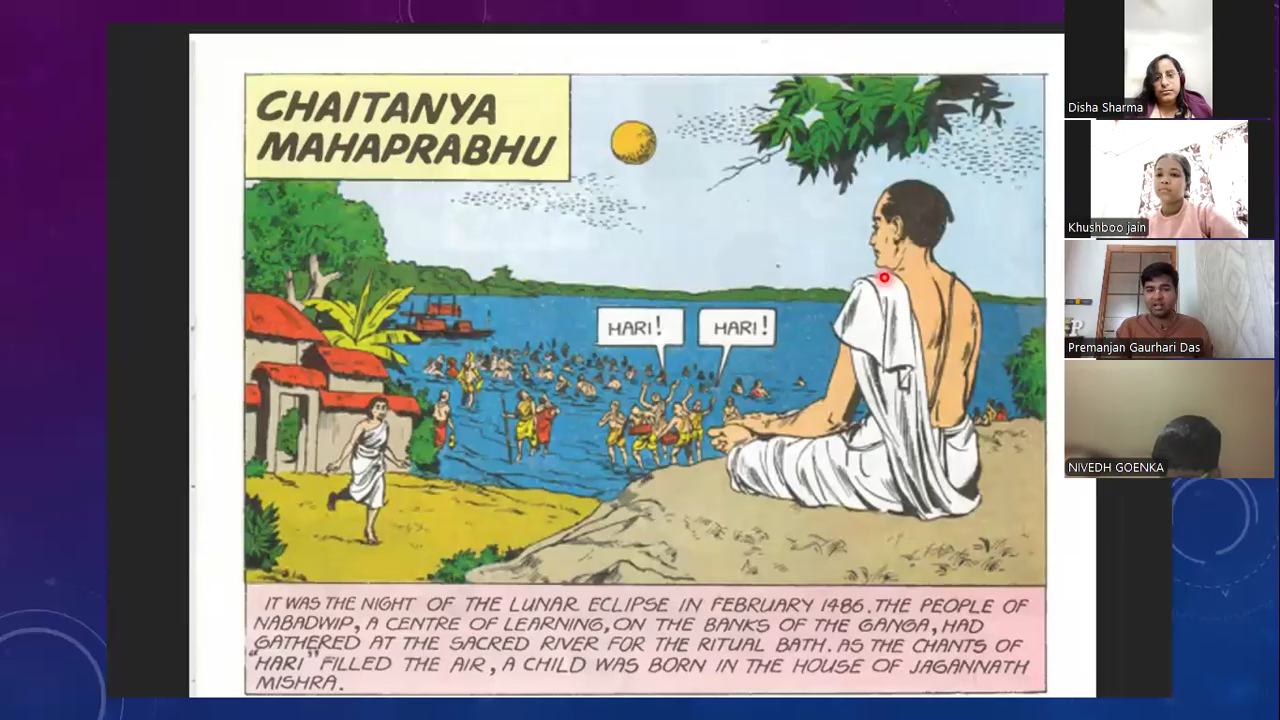 CHAITANYA
MAHAPRABHU
HARI!
HARI!
IT WAS THE NIGHT OF THE LUNAR ECLIPSE IN FEBRUARY 1486. THE PEOPLE OF
NABADWIP, A CENTRE OF LEARNING, ON THE BANKS OF THE GANGA, HAD
GATHERED AT THE SACRED RIVER FOR THE RITUAL BATH. AS THE CHANTS OF
"HARI" FILLED THE AIR, A CHILD WAS BORN IN THE HOUSE OF JAGANNATH
MISHRA.
Disha Sharma
Khushboo jain
Premanjan Gaurhari Das
NIVEDH GOENKA